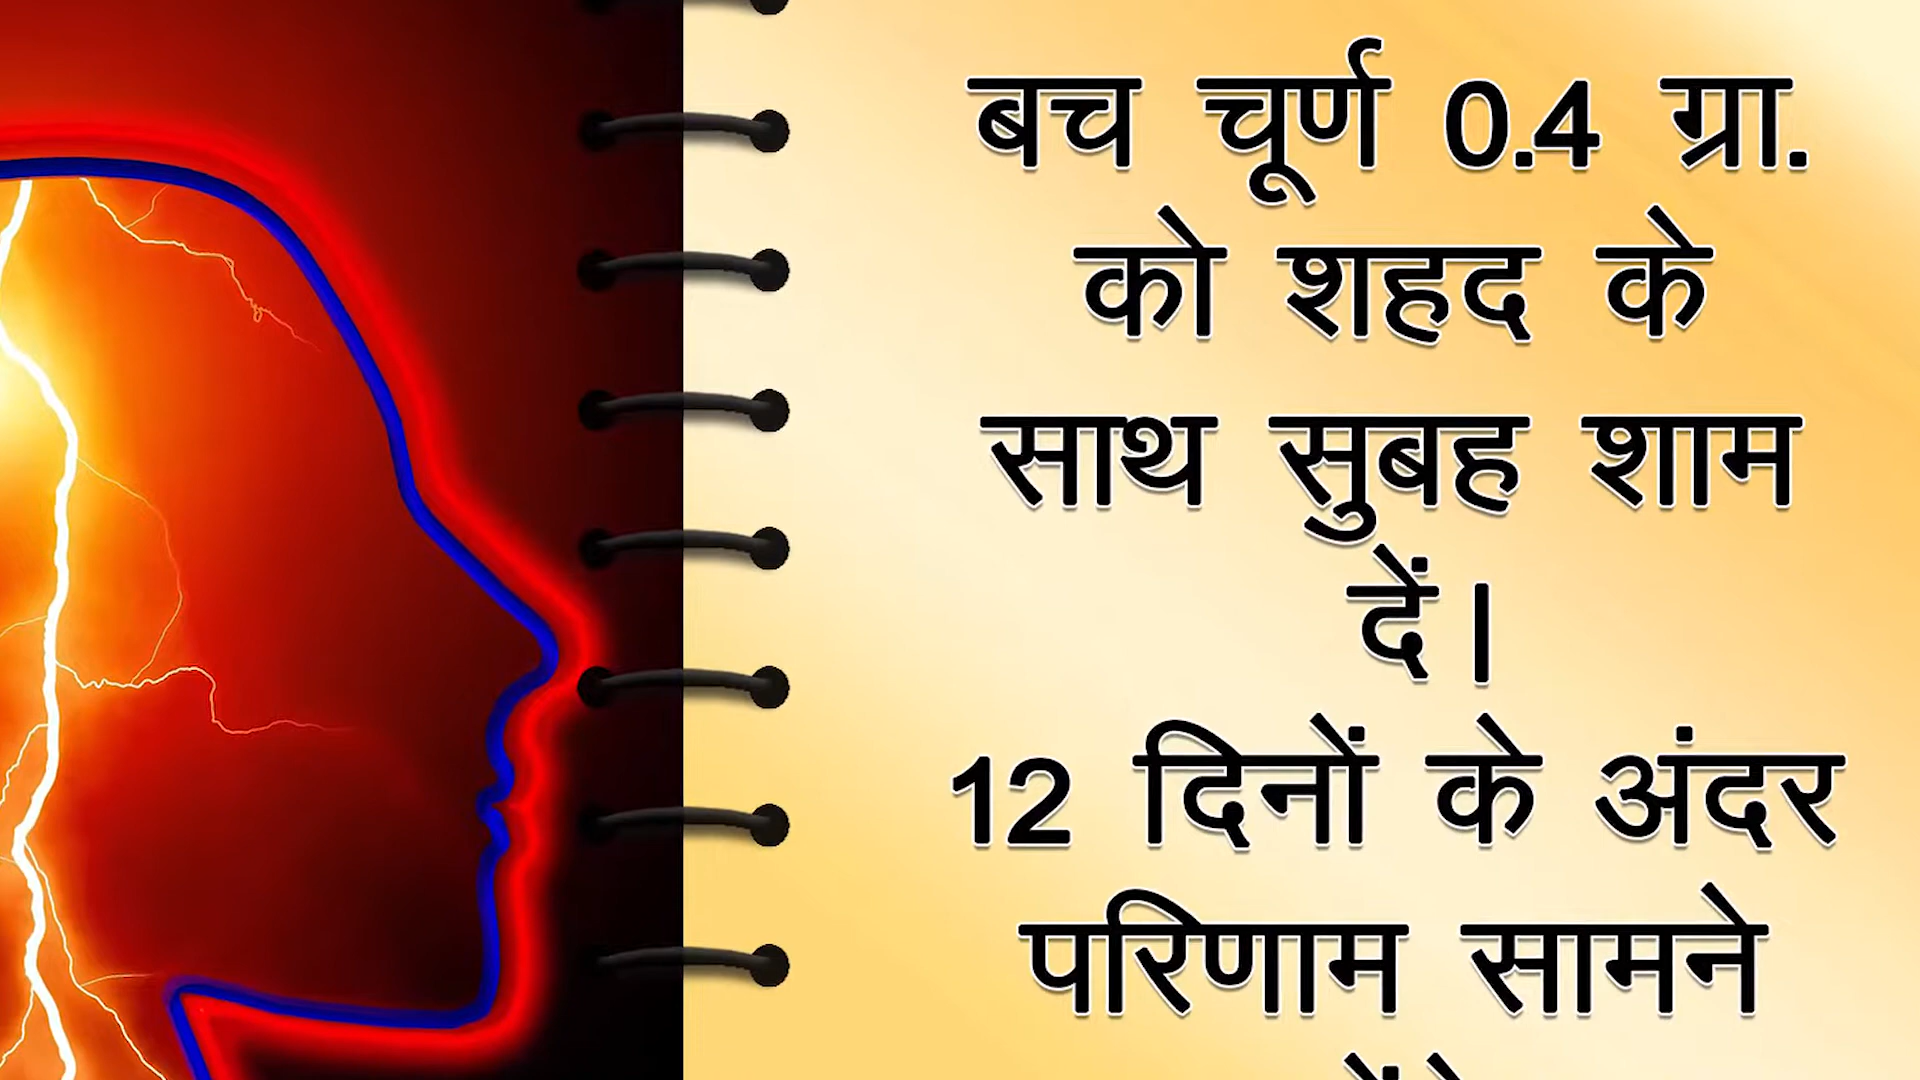 बच चूर्ण 0.4 ग्रा.
को शहद के
साथ सुबह शाम
दें।
12 दिनों के अंदर
परिणाम सामने